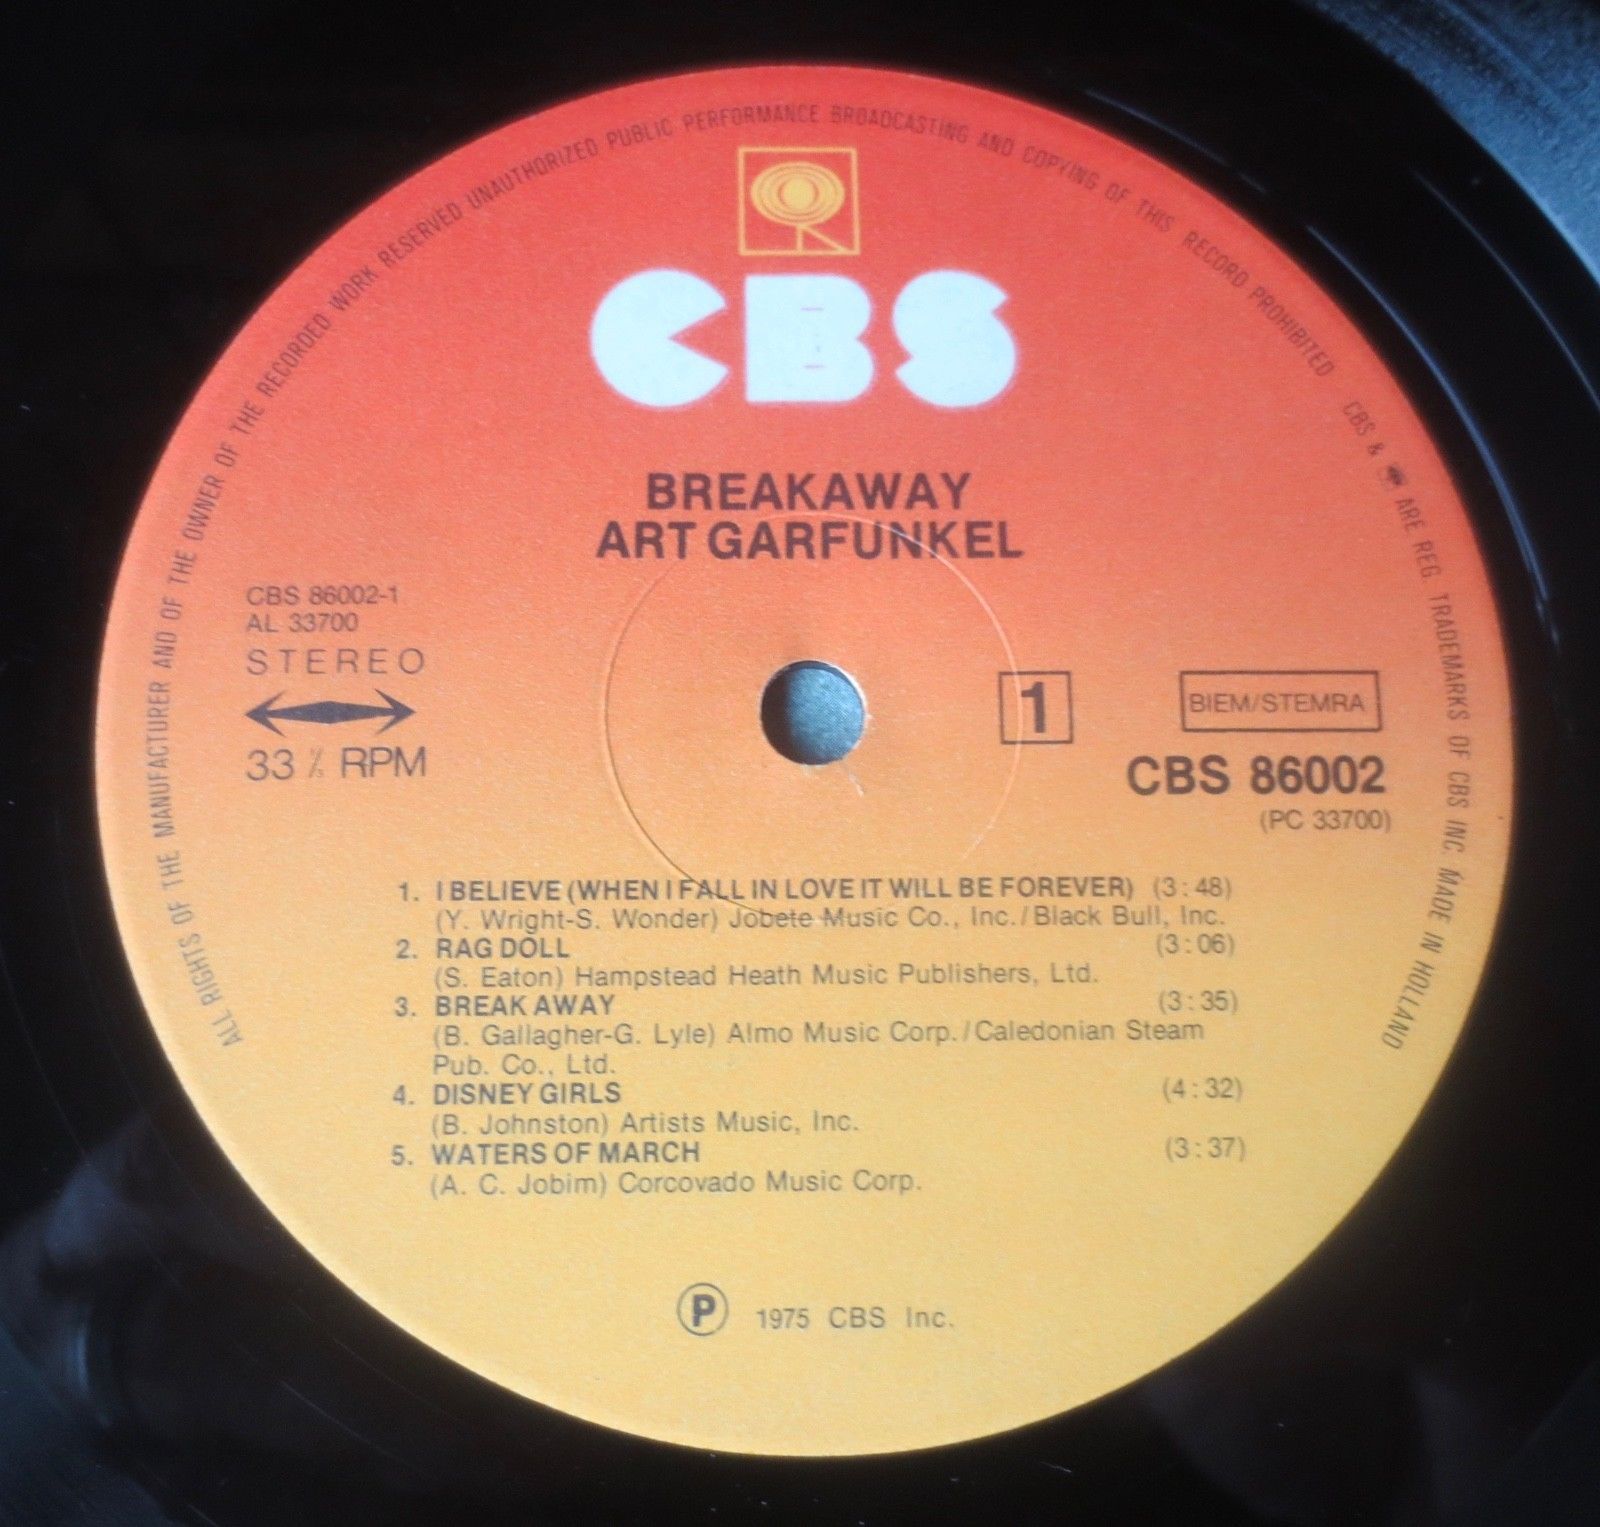 ALL RIGHTS OF THE MANUFACTURER AND OF THE OWNER OF THE RECORDED WORK RESERVED UNAUTHORIZED PUBLIC PERFORMANCE BROADCASTING AND COPYING OF THIS RECORD PROHIBITED
CBS & ARE REG. TRADEMARKS OF CBS INC MADE IN HOLLAND
CBS
BREAKAWAY
ART GARFUNKEL
CBS 86002-1
AL 33700
STEREO
33 ⅓ RPM
1
BIEM/STEMRA
CBS 86002
(PC 33700)
1. I BELIEVE (WHEN I FALL IN LOVE IT WILL BE FOREVER) (3:48)
(Y. Wright-S. Wonder) Jobete Music Co., Inc./Black Bull, Inc.
2. RAG DOLL (3:06)
(S. Eaton) Hampstead Heath Music Publishers, Ltd.
3. BREAK AWAY (3:35)
(B. Gallagher-G. Lyle) Almo Music Corp./Caledonian Steam
Pub. Co., Ltd.
4. DISNEY GIRLS (4:32)
(B. Johnston) Artists Music, Inc.
5. WATERS OF MARCH (3:37)
(A. C. Jobim) Corcovado Music Corp.
Ⓟ 1975 CBS Inc.